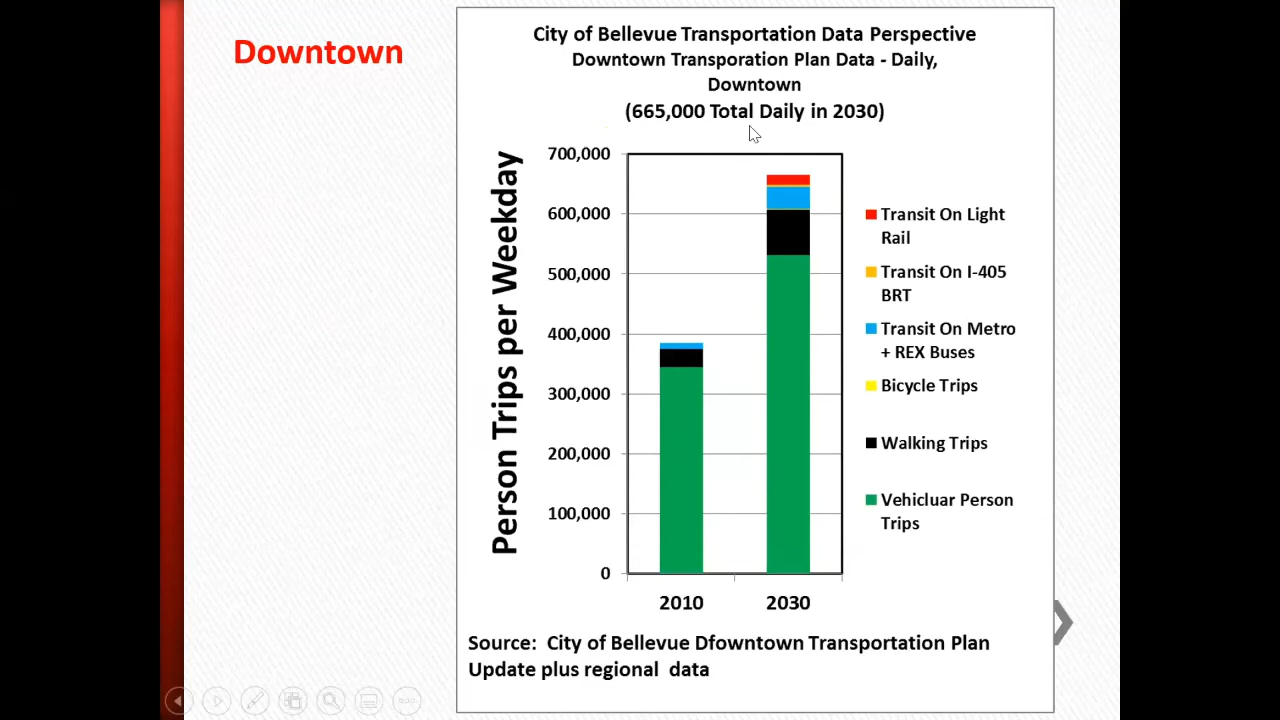 Downtown
City of Bellevue Transportation Data Perspective
Downtown Transporation Plan Data - Daily,
Downtown
(665,000 Total Daily in 2030)
Person Trips per Weekday
700,000
600,000
500,000
400,000
300,000
200,000
100,000
0
2010
2030
Transit On Light
Rail
Transit On I-405
BRT
Transit On Metro
+ REX Buses
Bicycle Trips
Walking Trips
Vehicluar Person
Trips
Source:  City of Bellevue Dfowntown Transportation Plan
Update plus regional  data